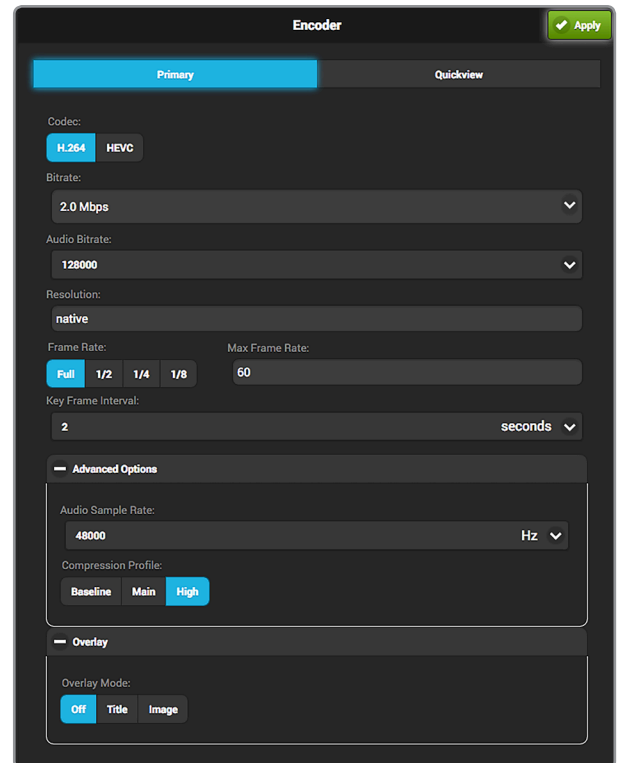 Encoder
Apply
Primary Quickview
Codec:
H.264 HEVC
Bitrate:
2.0 Mbps
Audio Bitrate:
128000
Resolution:
native
Frame Rate: Max Frame Rate:
Full 1/2 1/4 1/8 60
Key Frame Interval:
2 seconds
Advanced Options
Audio Sample Rate:
48000 Hz
Compression Profile:
Baseline Main High
Overlay
Overlay Mode:
Off Title Image